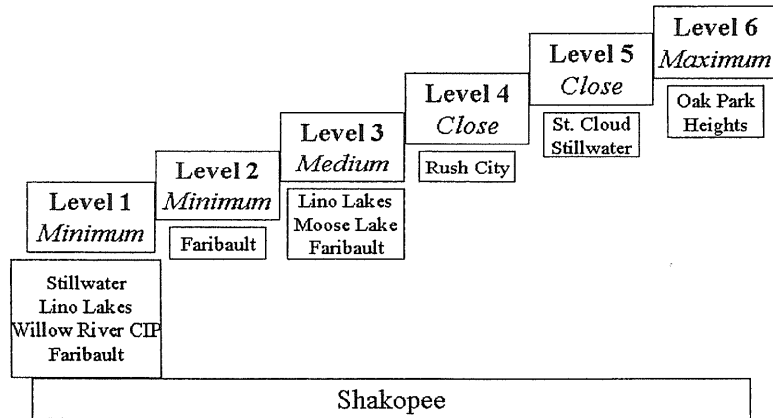 Level 1
Minimum
Stillwater
Lino Lakes
Willow River CIP
Faribault
Level 2
Minimum
Faribault
Level 3
Medium
Lino Lakes
Moose Lake
Faribault
Level 4
Close
Rush City
Level 5
Close
St. Cloud
Stillwater
Level 6
Maximum
Oak Park
Heights
Shakopee